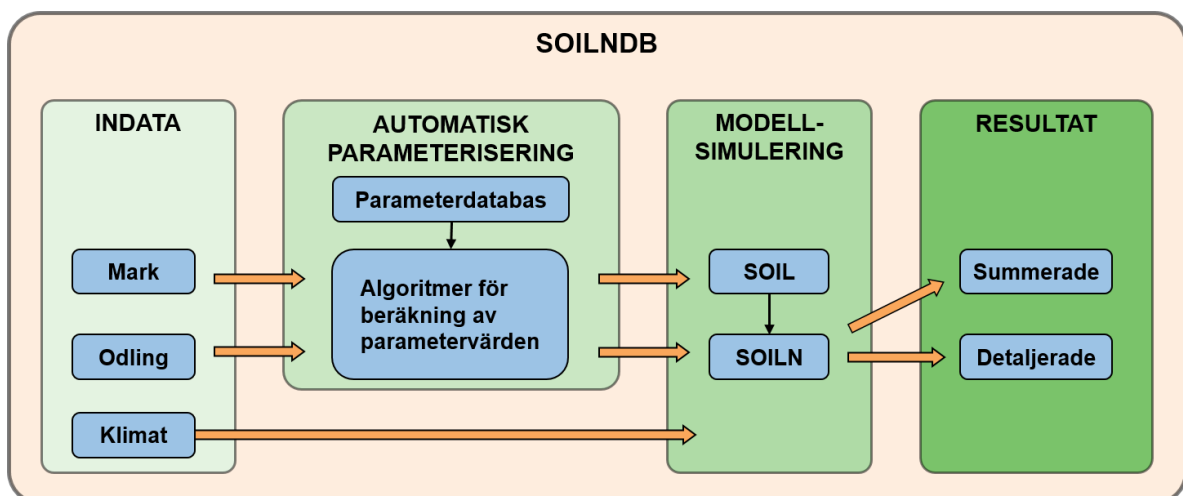 SOILNDB
INDATA
Mark
Odling
Klimat
AUTOMATISK
PARAMETERISERING
Parameterdatabas
Algoritmer för
beräkning av
parametervärden
MODELL-
SIMULERING
SOIL
SOILN
RESULTAT
Summerade
Detaljerade